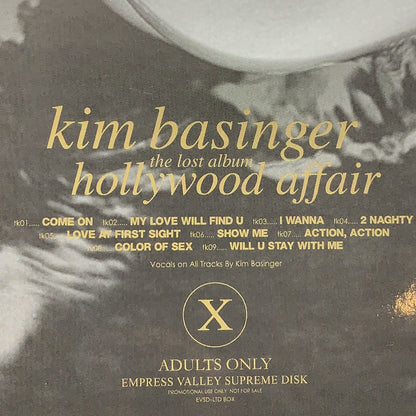 kim basinger
the lost album
hollywood affair
tk01..... COME ON tk02..... MY LOVE WILL FIND U tk03..... I WANNA tk04..... 2 NAGHTY
tk05..... LOVE AT FIRST SIGHT tk06..... SHOW ME tk07..... ACTION, ACTION
tk08..... COLOR OF SEX tk09..... WILL U STAY WITH ME
Vocals on All Tracks By Kim Basinger
X
ADULTS ONLY
EMPRESS VALLEY SUPREME DISK
PROMOTIONAL USE ONLY NOT FOR SALE
EVSD-LTD BOX